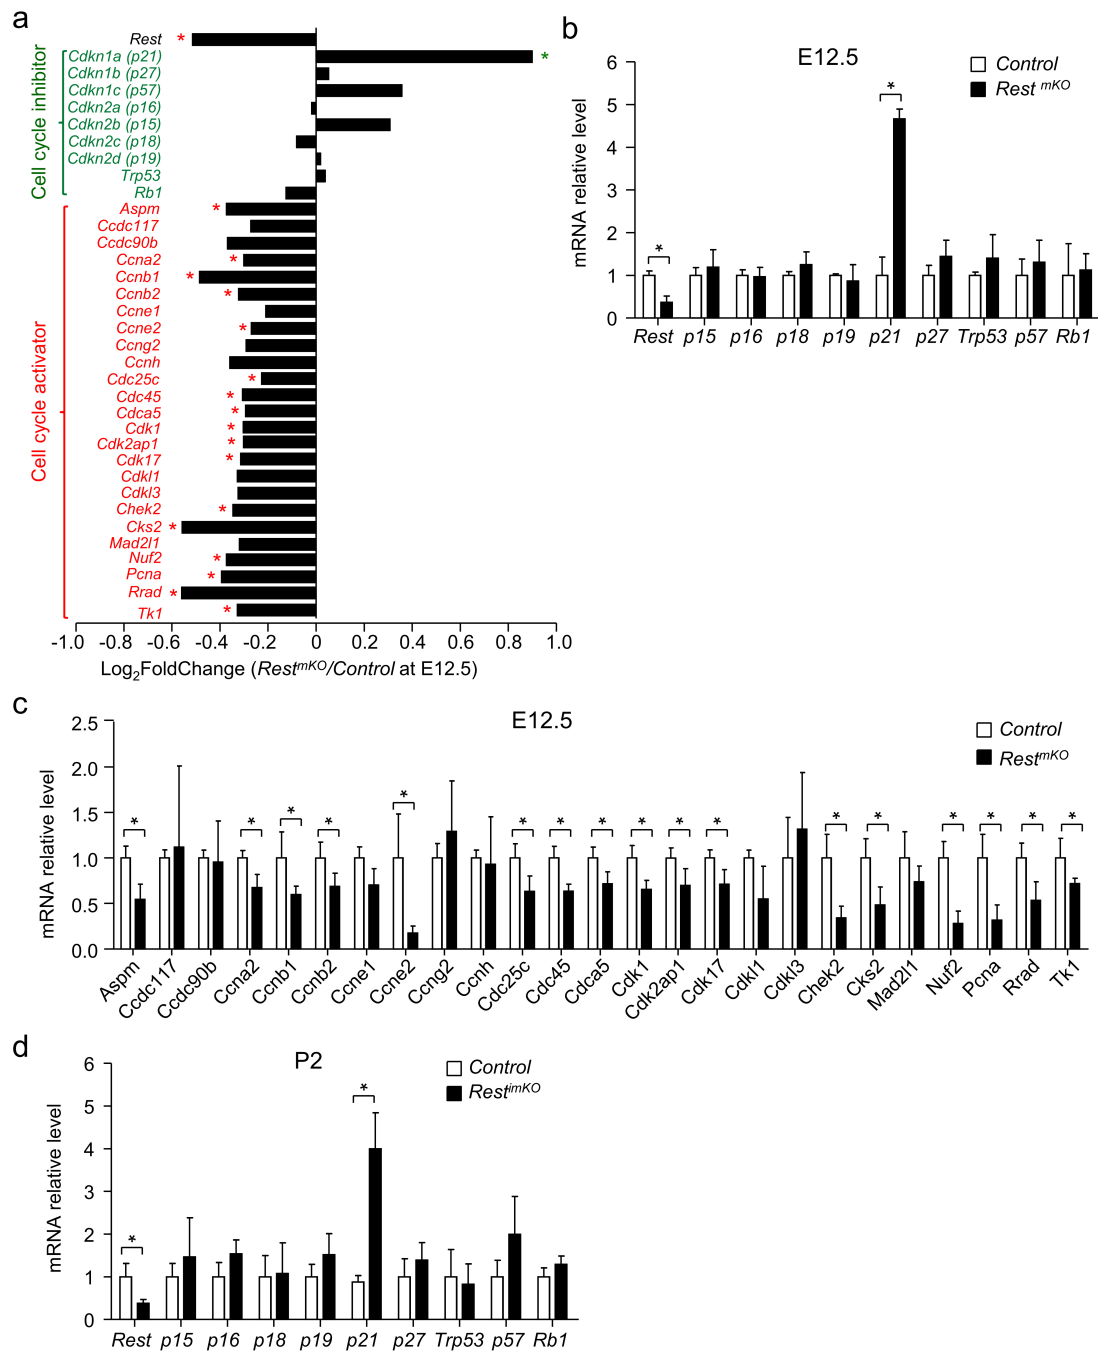 a
Cell cycle inhibitor
Cell cycle activator
Rest *
Cdkn1a (p21) *
Cdkn1b (p27)
Cdkn1c (p57)
Cdkn2a (p16)
Cdkn2b (p15)
Cdkn2c (p18)
Cdkn2d (p19)
Trp53
Rb1
Aspm *
Ccdc117
Ccdc90b
Ccna2 *
Ccnb1 *
Ccnb2 *
Ccne1
Ccne2 *
Ccng2
Ccnh
Cdc25c *
Cdc45 *
Cdca5 *
Cdk1 *
Cdk2ap1 *
Cdk17 *
Cdkl1
Cdkl3
Chek2 *
Cks2 *
Mad2l1
Nuf2 *
Pcna *
Rrad *
Tk1 *
-1.0 -0.8 -0.6 -0.4 -0.2 0 0.2 0.4 0.6 0.8 1.0
Log2FoldChange (RestmKO/Control at E12.5)
b
E12.5
Control
Rest mKO
mRNA relative level
6
5
4
3
2
1
0
* *
Rest p15 p16 p18 p19 p21 p27 Trp53 p57 Rb1
c
E12.5
Control
RestmKO
mRNA relative level
2.5
2.0
1.5
1.0
0.5
0.0
* * * * * * * * * * * * * * * * *
Aspm Ccdc117 Ccdc90b Ccna2 Ccnb1 Ccnb2 Ccne1 Ccne2 Ccng2 Ccnh Cdc25c Cdc45 Cdca5 Cdk1 Cdk2ap1 Cdk17 Cdkl1 Cdkl3 Chek2 Cks2 Mad2l1 Nuf2 Pcna Rrad Tk1
d
P2
Control
RestimKO
mRNA relative level
6
5
4
3
2
1
0
* *
Rest p15 p16 p18 p19 p21 p27 Trp53 p57 Rb1